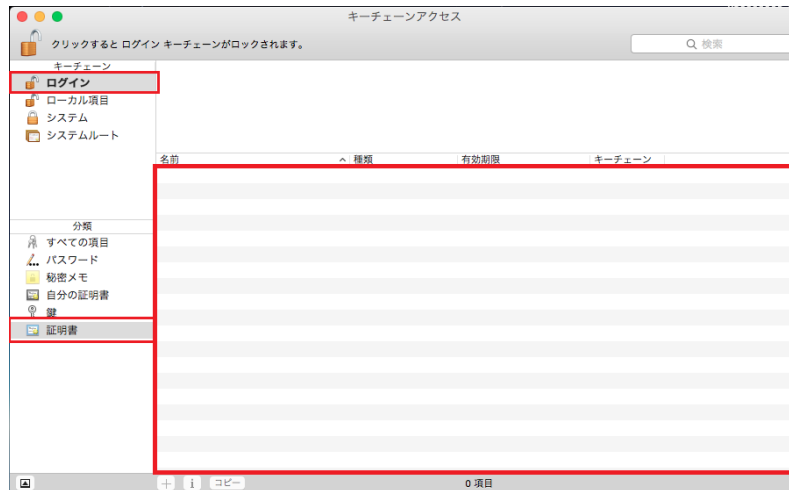 キーチェーンアクセス
クリックすると ログイン キーチェーンがロックされます。
検索
キーチェーン
ログイン
ローカル項目
システム
システムルート
名前 種類 有効期限 キーチェーン
分類
すべての項目
パスワード
秘密メモ
自分の証明書
鍵
証明書
+ i コピー 0 項目